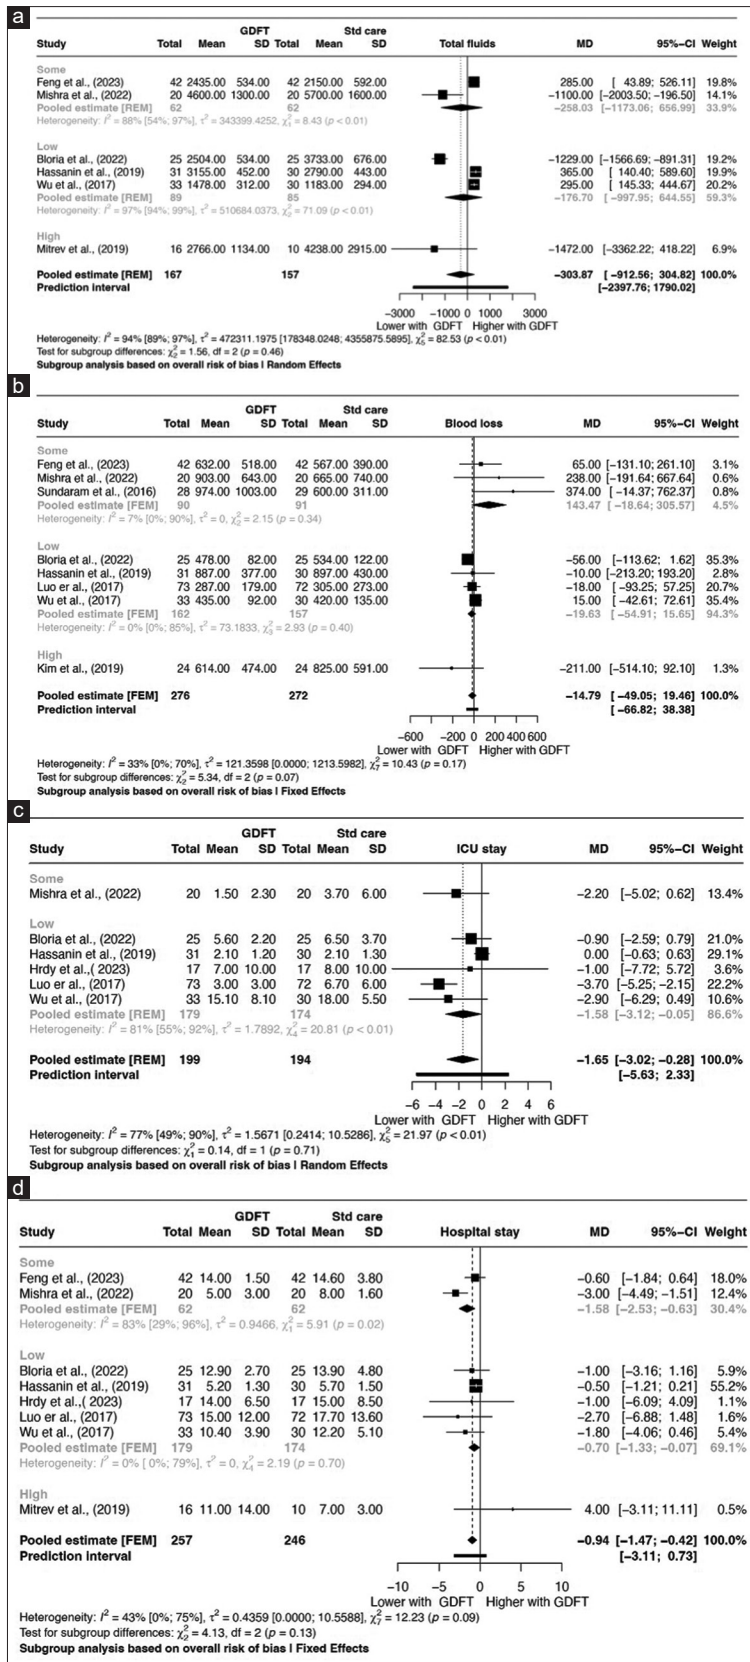 a
GDFT Std care
Study Total Mean SD Total Mean SD Total fluids MD 95%−CI Weight
Some
Feng et al., (2023) 42 2435.00 534.00 42 2150.00 592.00 285.00 [ 43.89; 526.11] 19.8%
Mishra et al., (2022) 20 4600.00 1300.00 20 5700.00 1600.00 −1100.00 [−2003.50; −196.50] 14.1%
Pooled estimate [REM] 62 62 −258.03 [−1173.06; 656.99] 33.9%
Heterogeneity: I² = 88% [54%; 97%], τ² = 343399.4252, χ²₁ = 8.43 (p < 0.01)
Low
Bloria et al., (2022) 25 2504.00 534.00 25 3733.00 676.00 −1229.00 [−1566.69; −891.31] 19.2%
Hassanin et al., (2019) 31 3155.00 452.00 30 2790.00 443.00 365.00 [ 140.40; 589.60] 19.9%
Wu et al., (2017) 33 1478.00 312.00 30 1183.00 294.00 295.00 [ 145.33; 444.67] 20.2%
Pooled estimate [REM] 89 85 −176.70 [−997.95; 644.55] 59.3%
Heterogeneity: I² = 97% [94%; 99%], τ² = 510684.0373, χ²₂ = 71.09 (p < 0.01)
High
Mitrev et al., (2019) 16 2766.00 1134.00 10 4238.00 2915.00 −1472.00 [−3362.22; 418.22] 6.9%
Pooled estimate [REM] 167 157 −303.87 [−912.56; 304.82] 100.0%
Prediction interval [−2397.76; 1790.02]
−3000 −1000 0 1000 3000
Lower with GDFT Higher with GDFT
Heterogeneity: I² = 94% [89%; 97%], τ² = 472311.1975 [178348.0248; 4355875.5895], χ²₅ = 82.53 (p < 0.01)
Test for subgroup differences: χ²₂ = 1.56, df = 2 (p = 0.46)
Subgroup analysis based on overall risk of bias | Random Effects
b
GDFT Std care
Study Total Mean SD Total Mean SD Blood loss MD 95%−CI Weight
Some
Feng et al., (2023) 42 632.00 518.00 42 567.00 390.00 65.00 [−131.10; 261.10] 3.1%
Mishra et al., (2022) 20 903.00 643.00 20 665.00 740.00 238.00 [−191.64; 667.64] 0.6%
Sundaram et al., (2016) 28 974.00 1003.00 29 600.00 311.00 374.00 [ −14.37; 762.37] 0.8%
Pooled estimate [FEM] 90 91 143.47 [ −18.64; 305.57] 4.5%
Heterogeneity: I² = 7% [0%; 90%], τ² = 0, χ²₂ = 2.15 (p = 0.34)
Low
Bloria et al., (2022) 25 478.00 82.00 25 534.00 122.00 −56.00 [−113.62; 1.62] 35.3%
Hassanin et al., (2019) 31 887.00 377.00 30 897.00 430.00 −10.00 [−213.20; 193.20] 2.8%
Luo er al., (2017) 73 287.00 179.00 72 305.00 273.00 −18.00 [ −93.25; 57.25] 20.7%
Wu et al., (2017) 33 435.00 92.00 30 420.00 135.00 15.00 [ −42.61; 72.61] 35.4%
Pooled estimate [FEM] 162 157 −19.63 [ −54.91; 15.65] 94.3%
Heterogeneity: I² = 0% [0%; 85%], τ² = 73.1833, χ²₃ = 2.93 (p = 0.40)
High
Kim et al., (2019) 24 614.00 474.00 24 825.00 591.00 −211.00 [−514.10; 92.10] 1.3%
Pooled estimate [FEM] 276 272 −14.79 [ −49.05; 19.46] 100.0%
Prediction interval [ −66.82; 38.38]
−600 −200 0 200 400 600
Lower with GDFT Higher with GDFT
Heterogeneity: I² = 33% [0%; 70%], τ² = 121.3598 [0.0000; 1213.5982], χ²₇ = 10.43 (p = 0.17)
Test for subgroup differences: χ²₂ = 5.34, df = 2 (p = 0.07)
Subgroup analysis based on overall risk of bias | Fixed Effects
c
GDFT Std care
Study Total Mean SD Total Mean SD ICU stay MD 95%−CI Weight
Some
Mishra et al., (2022) 20 1.50 2.30 20 3.70 6.00 −2.20 [−5.02; 0.62] 13.4%
Low
Bloria et al., (2022) 25 5.60 2.20 25 6.50 3.70 −0.90 [−2.59; 0.79] 21.0%
Hassanin et al., (2019) 31 2.10 1.20 30 2.10 1.30 0.00 [−0.63; 0.63] 29.1%
Hrdy et al.,( 2023) 17 7.00 10.00 17 8.00 10.00 −1.00 [−7.72; 5.72] 3.6%
Luo er al., (2017) 73 3.00 3.00 72 6.70 6.00 −3.70 [−5.25; −2.15] 22.2%
Wu et al., (2017) 33 15.10 8.10 30 18.00 5.50 −2.90 [−6.29; 0.49] 10.6%
Pooled estimate [REM] 179 174 −1.58 [−3.12; −0.05] 86.6%
Heterogeneity: I² = 81% [55%; 92%], τ² = 1.7892, χ²₄ = 20.81 (p < 0.01)
Pooled estimate [REM] 199 194 −1.65 [−3.02; −0.28] 100.0%
Prediction interval [−5.63; 2.33]
−6 −4 −2 0 2 4 6
Lower with GDFT Higher with GDFT
Heterogeneity: I² = 77% [49%; 90%], τ² = 1.5671 [0.2414; 10.5286], χ²₅ = 21.97 (p < 0.01)
Test for subgroup differences: χ²₁ = 0.14, df = 1 (p = 0.71)
Subgroup analysis based on overall risk of bias | Random Effects
d
GDFT Std care
Study Total Mean SD Total Mean SD Hospital stay MD 95%−CI Weight
Some
Feng et al., (2023) 42 14.00 1.50 42 14.60 3.80 −0.60 [−1.84; 0.64] 18.0%
Mishra et al., (2022) 20 5.00 3.00 20 8.00 1.60 −3.00 [−4.49; −1.51] 12.4%
Pooled estimate [FEM] 62 62 −1.58 [−2.53; −0.63] 30.4%
Heterogeneity: I² = 83% [29%; 96%], τ² = 0.9466, χ²₁ = 5.91 (p = 0.02)
Low
Bloria et al., (2022) 25 12.90 2.70 25 13.90 4.80 −1.00 [−3.16; 1.16] 5.9%
Hassanin et al., (2019) 31 5.20 1.30 30 5.70 1.50 −0.50 [−1.21; 0.21] 55.2%
Hrdy et al.,( 2023) 17 14.00 6.50 17 15.00 8.50 −1.00 [−6.09; 4.09] 1.1%
Luo er al., (2017) 73 15.00 12.00 72 17.70 13.60 −2.70 [−6.88; 1.48] 1.6%
Wu et al., (2017) 33 10.40 3.90 30 12.20 5.10 −1.80 [−4.06; 0.46] 5.4%
Pooled estimate [FEM] 179 174 −0.70 [−1.33; −0.07] 69.1%
Heterogeneity: I² = 0% [ 0%; 79%], τ² = 0, χ²₄ = 2.19 (p = 0.70)
High
Mitrev et al., (2019) 16 11.00 14.00 10 7.00 3.00 4.00 [−3.11; 11.11] 0.5%
Pooled estimate [FEM] 257 246 −0.94 [−1.47; −0.42] 100.0%
Prediction interval [−3.11; 0.73]
−10 −5 0 5 10
Lower with GDFT Higher with GDFT
Heterogeneity: I² = 43% [0%; 75%], τ² = 0.4359 [0.0000; 10.5588], χ²₇ = 12.23 (p = 0.09)
Test for subgroup differences: χ²₂ = 4.13, df = 2 (p = 0.13)
Subgroup analysis based on overall risk of bias | Fixed Effects